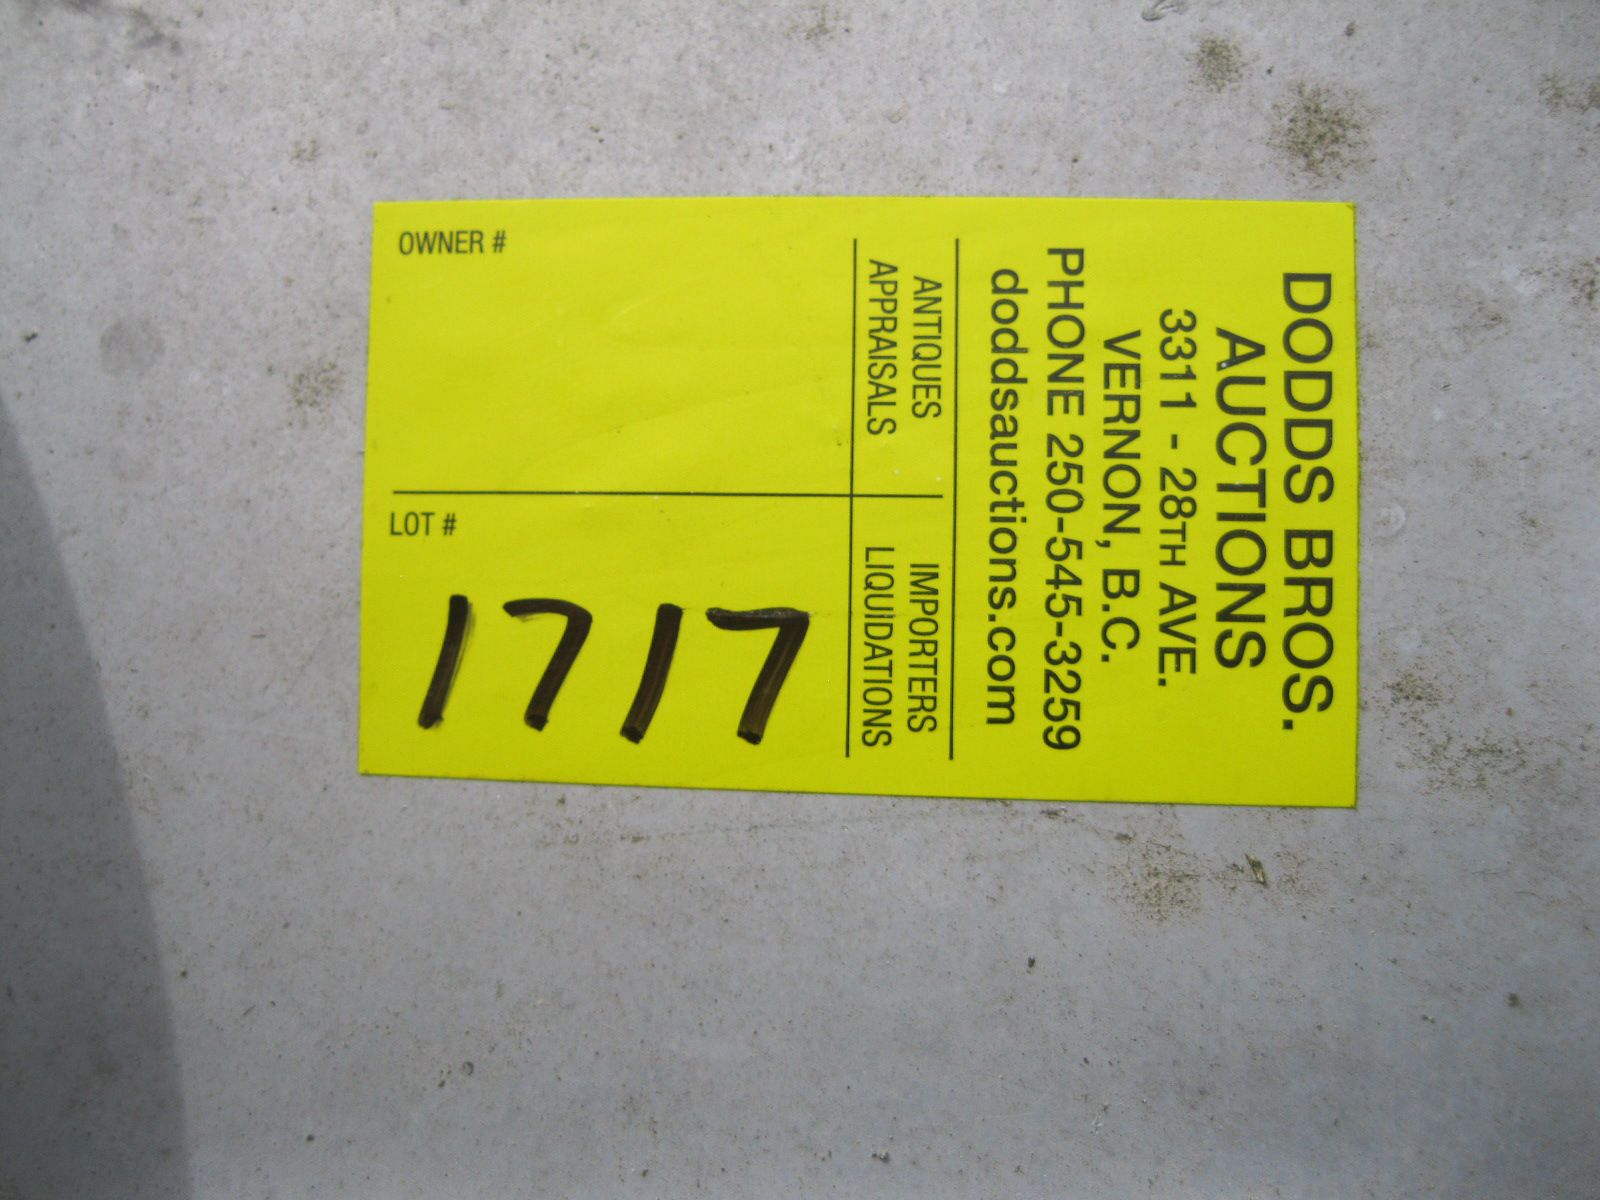 DODDS BROS.
AUCTIONS
3311 - 28TH AVE.
VERNON, B.C.
PHONE 250-545-3259
doddsauctions.com
ANTIQUES
APPRAISALS
IMPORTERS
LIQUIDATIONS
OWNER #
LOT #
1717